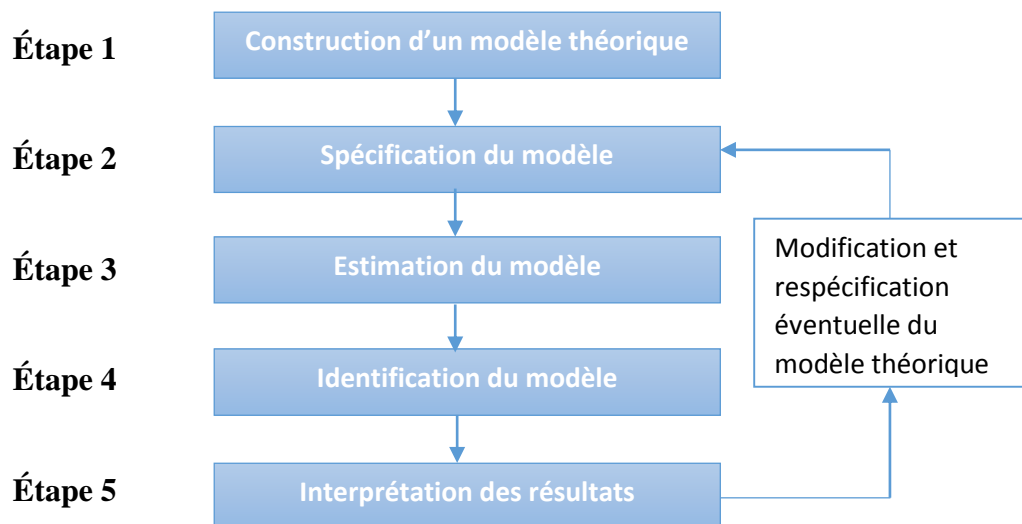 Étape 1
Construction d’un modèle théorique
Étape 2
Spécification du modèle
Étape 3
Estimation du modèle
Étape 4
Identification du modèle
Étape 5
Interprétation des résultats
Modification et
respécification
éventuelle du
modèle théorique